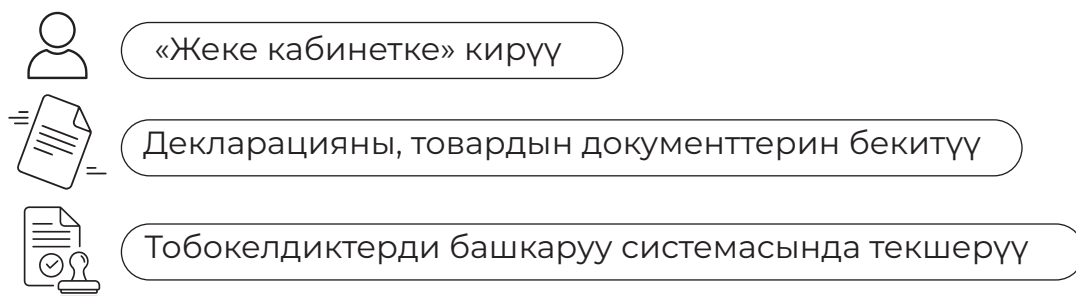 «Жеке кабинетке» кирүү
Декларацияны, товардын документтерин бекитүү
Тобокелдиктерди башкаруу системасында текшерүү